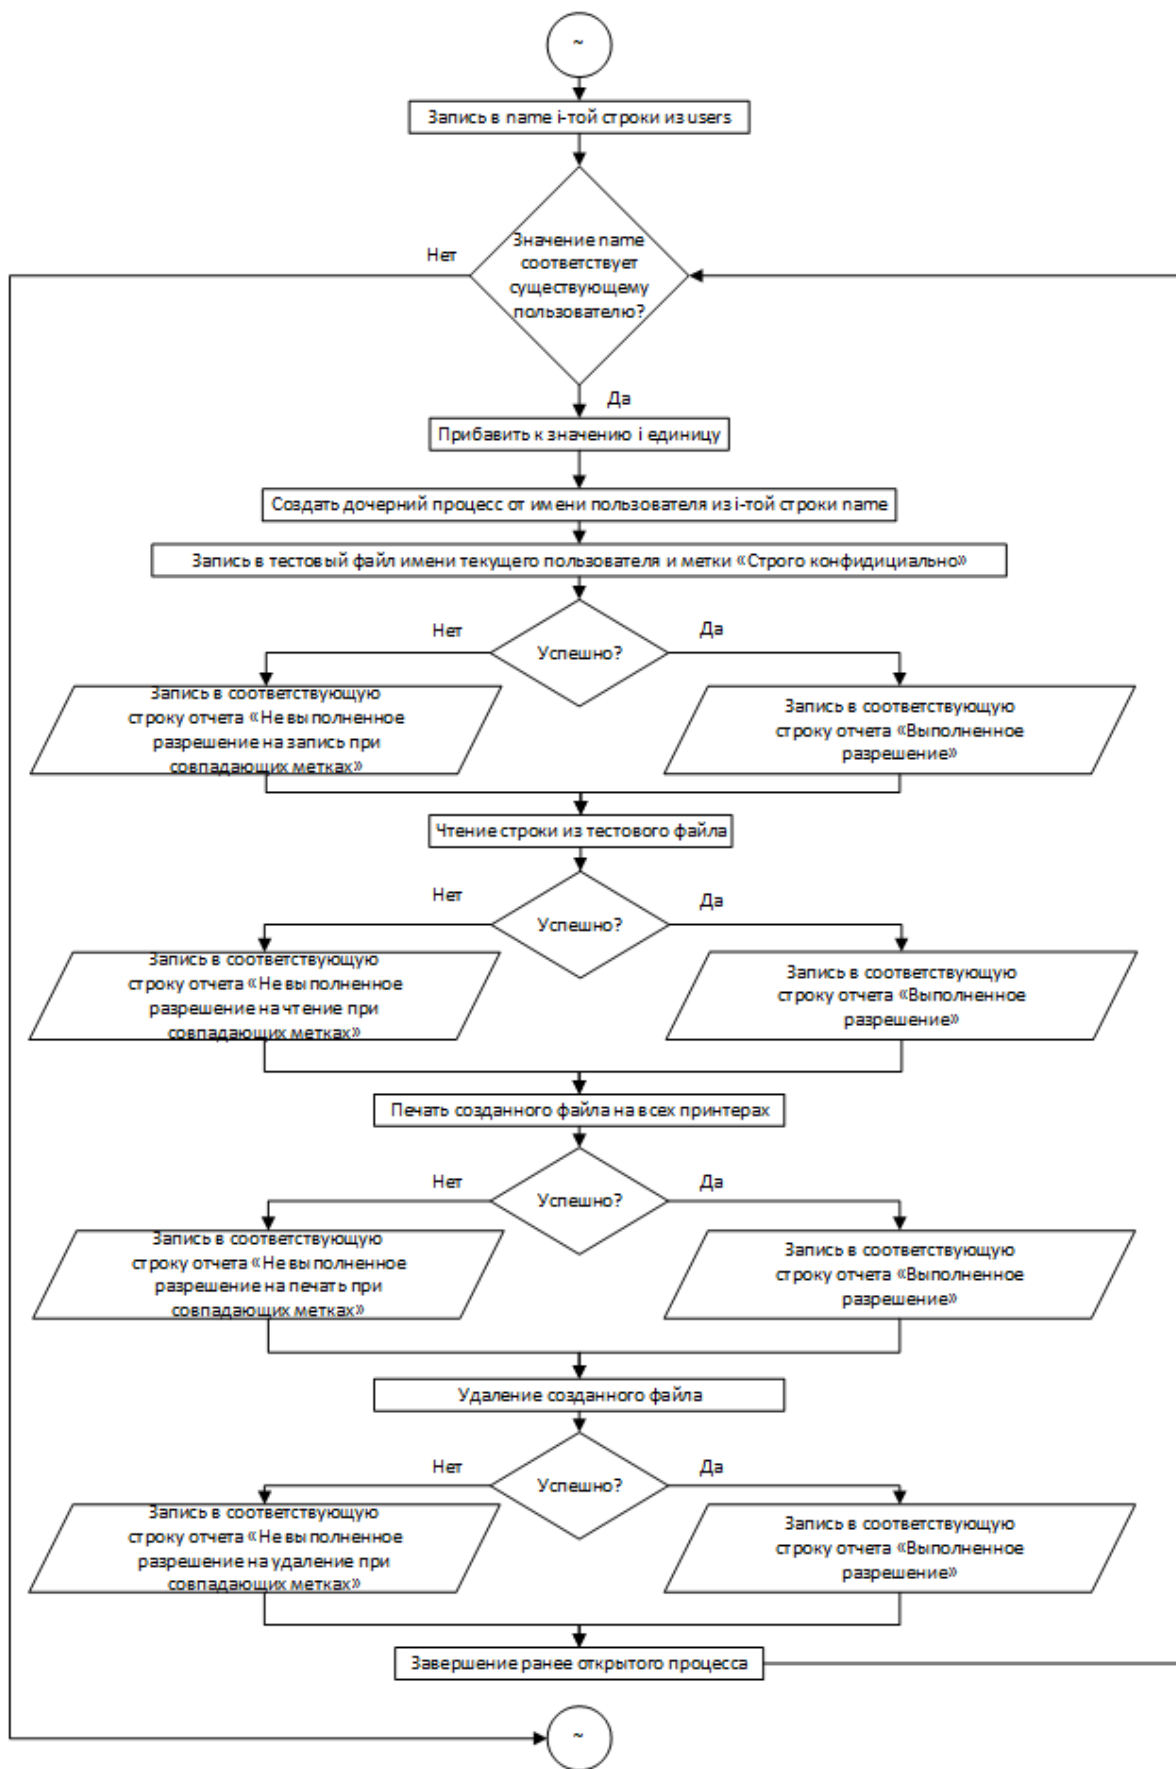 ~
Запись в name i-той строки из users
Значение name
соответствует
существующему
пользователю?
Нет
Да
Прибавить к значению i единицу
Создать дочерний процесс от имени пользователя из i-той строки name
Запись в тестовый файл имени текущего пользователя и метки «Строго конфидициально»
Нет
Успешно?
Да
Запись в соответствующую
строку отчета «Не выполненное
разрешение на запись при
совпадающих метках»
Запись в соответствующую
строку отчета «Выполненное
разрешение»
Чтение строки из тестового файла
Нет
Успешно?
Да
Запись в соответствующую
строку отчета «Не выполненное
разрешение на чтение при
совпадающих метках»
Запись в соответствующую
строку отчета «Выполненное
разрешение»
Печать созданного файла на всех принтерах
Нет
Успешно?
Да
Запись в соответствующую
строку отчета «Не выполненное
разрешение на печать при
совпадающих метках»
Запись в соответствующую
строку отчета «Выполненное
разрешение»
Удаление созданного файла
Нет
Успешно?
Да
Запись в соответствующую
строку отчета «Не выполненное
разрешение на удаление при
совпадающих метках»
Запись в соответствующую
строку отчета «Выполненное
разрешение»
Завершение ранее открытого процесса
~